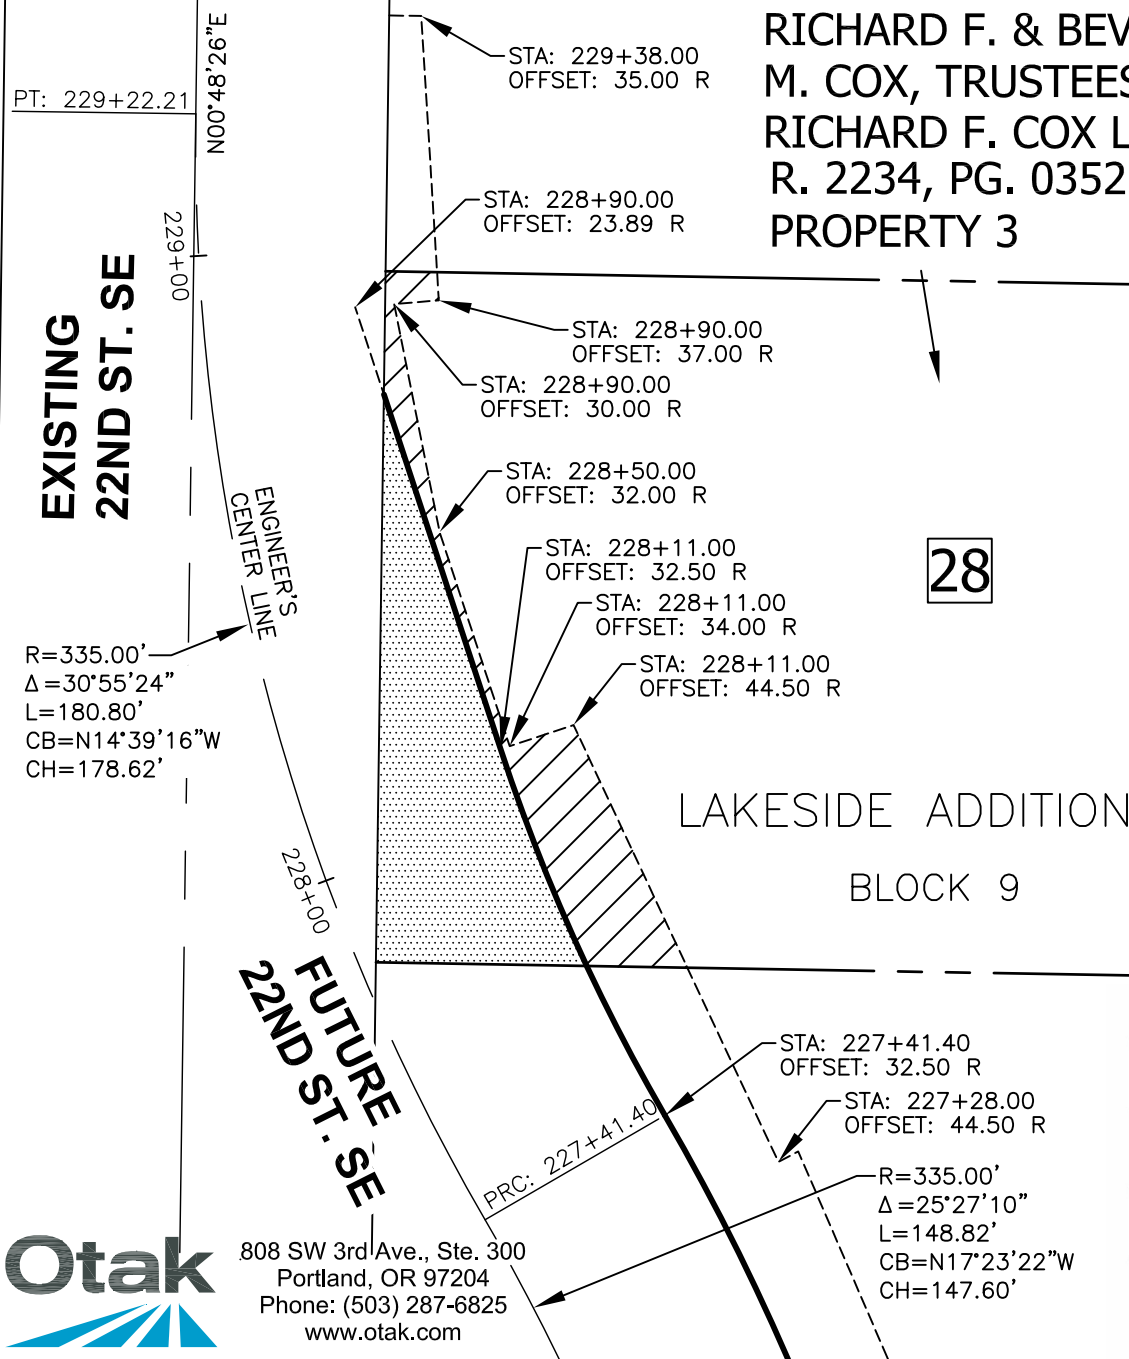 RICHARD F. & BEV
M. COX, TRUSTEES
RICHARD F. COX L
R. 2234, PG. 0352
PROPERTY 3
N00°48'26"E
PT: 229+22.21
STA: 229+38.00
OFFSET: 35.00 R
STA: 228+90.00
OFFSET: 23.89 R
229+00
EXISTING
22ND ST. SE
STA: 228+90.00
OFFSET: 37.00 R
STA: 228+90.00
OFFSET: 30.00 R
STA: 228+50.00
OFFSET: 32.00 R
ENGINEER'S
CENTER LINE
STA: 228+11.00
OFFSET: 32.50 R
28
STA: 228+11.00
OFFSET: 34.00 R
STA: 228+11.00
OFFSET: 44.50 R
R=335.00'
Δ=30°55'24"
L=180.80'
CB=N14°39'16"W
CH=178.62'
LAKESIDE ADDITION
BLOCK 9
228+00
FUTURE
22ND ST. SE
STA: 227+41.40
OFFSET: 32.50 R
STA: 227+28.00
OFFSET: 44.50 R
PRC: 227+41.40
R=335.00'
Δ=25°27'10"
L=148.82'
CB=N17°23'22"W
CH=147.60'
Otak
808 SW 3rd Ave., Ste. 300
Portland, OR 97204
Phone: (503) 287-6825
www.otak.com